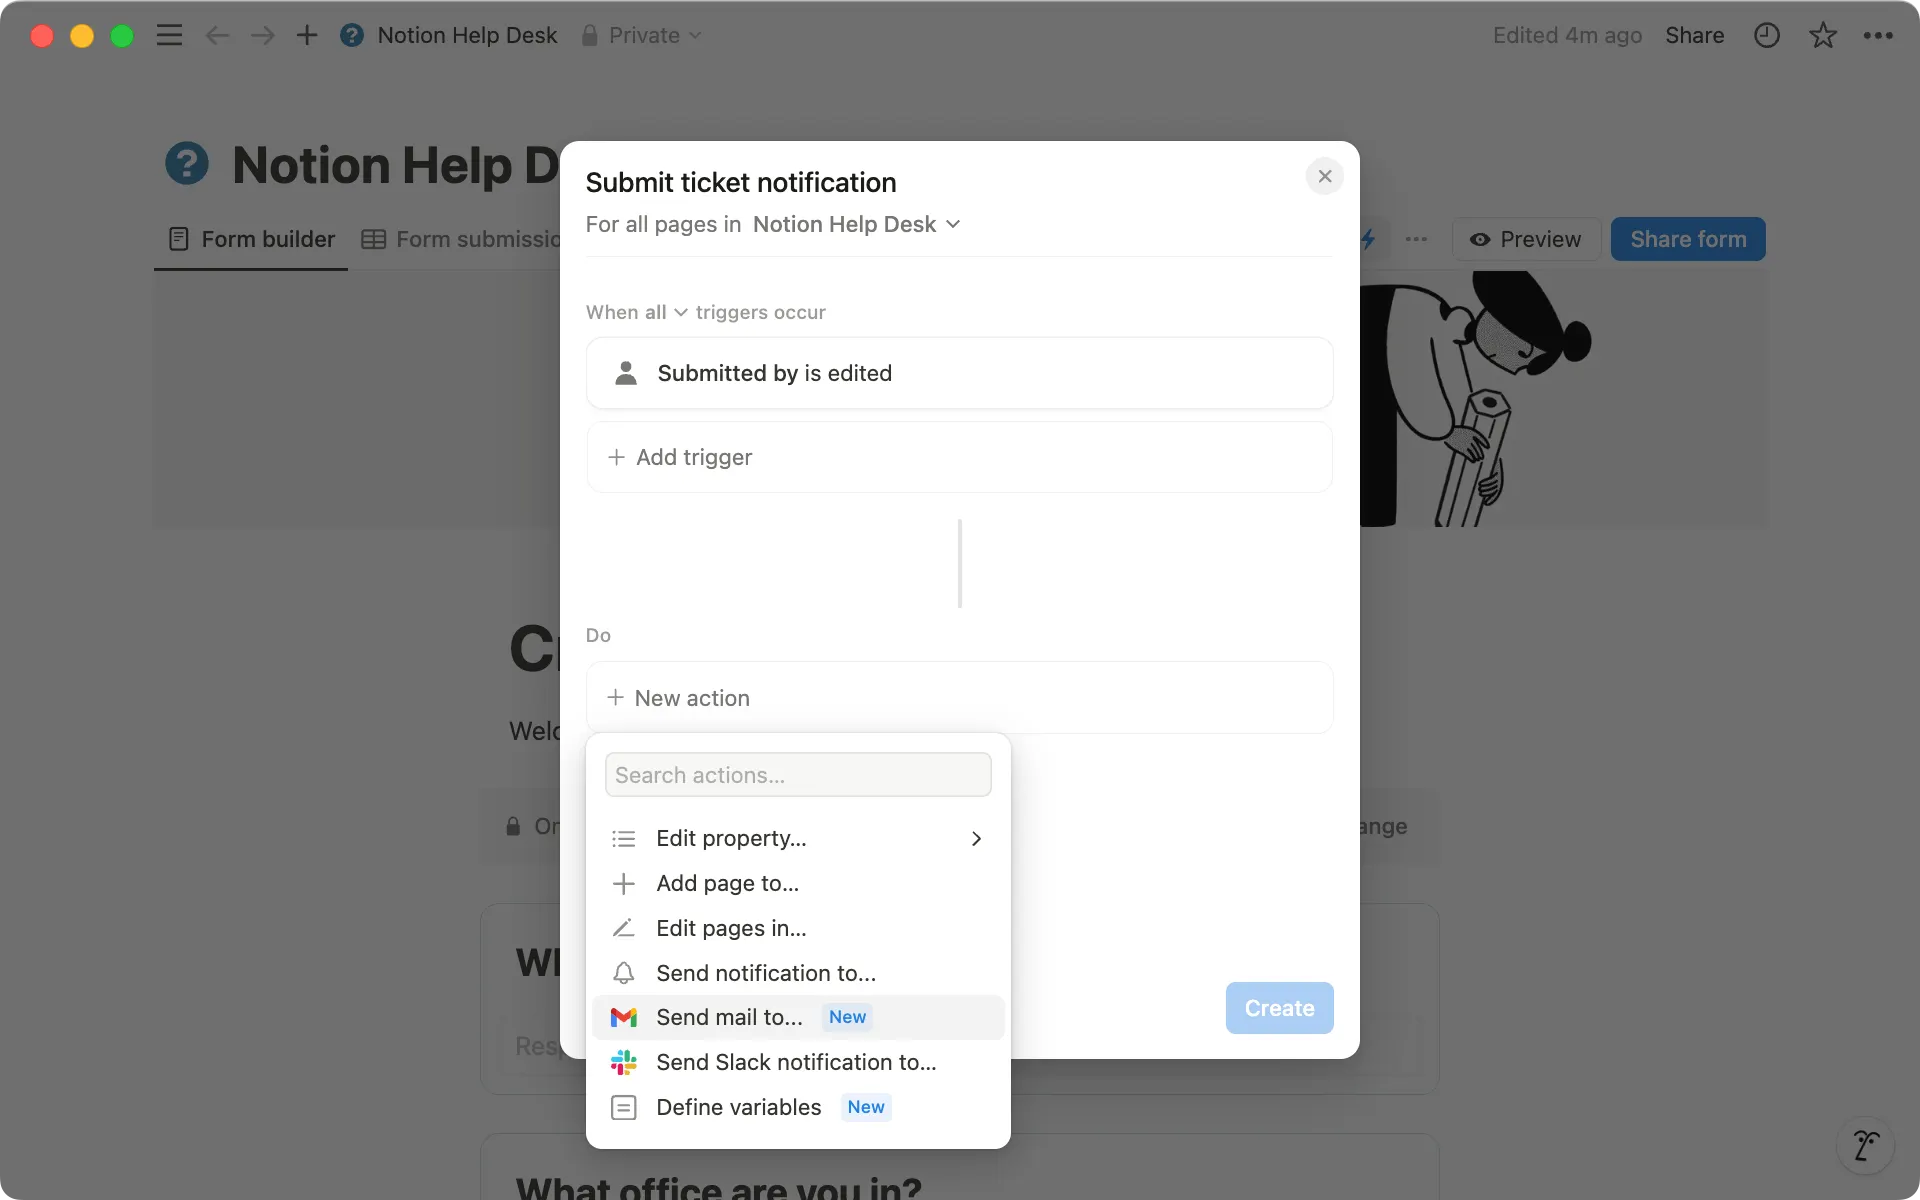 Notion Help Desk Private
Edited 4m ago Share
Notion Help D
Form builder Form submissio
Preview Share form
Submit ticket notification
For all pages in Notion Help Desk
When all triggers occur
Submitted by is edited
Add trigger
Do
New action
Search actions...
Edit property...
Add page to...
Edit pages in...
Send notification to...
Send mail to... New
Send Slack notification to...
Define variables New
Create
Welc
ange
Resp
What office are you in?